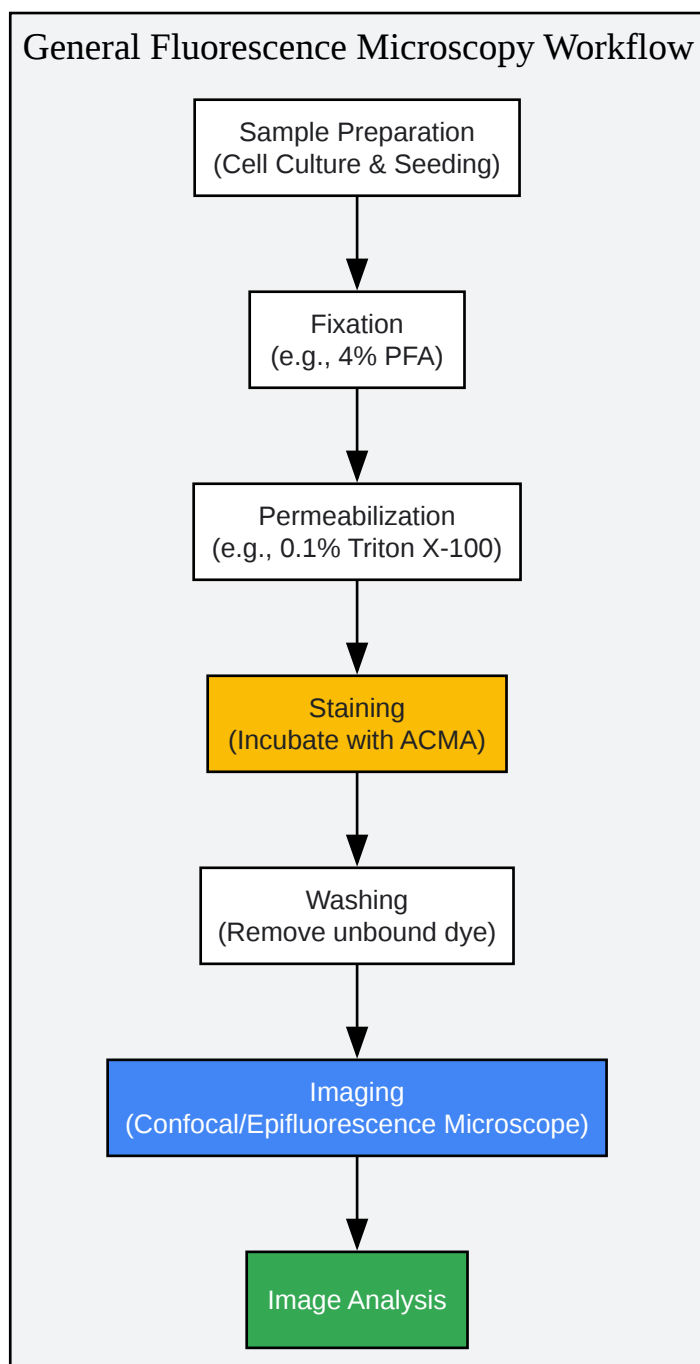 General Fluorescence Microscopy Workflow
Sample Preparation
(Cell Culture & Seeding)
Fixation
(e.g., 4% PFA)
Permeabilization
(e.g., 0.1% Triton X-100)
Staining
(Incubate with ACMA)
Washing
(Remove unbound dye)
Imaging
(Confocal/Epifluorescence Microscope)
Image Analysis